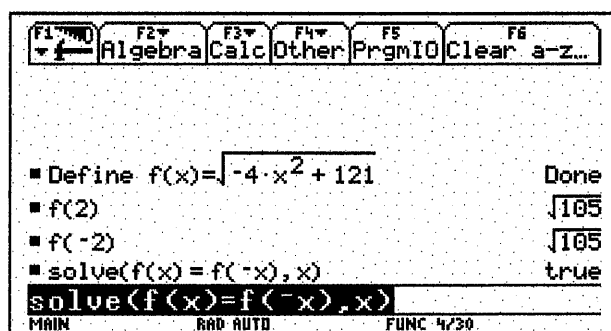 F1 F2 F3 F4 F5 F6
Algebra Calc Other PrgmIO Clear a-z…
▪Define f(x)=√-4·x² + 121 Done
▪f(2) √105
▪f(-2) √105
▪solve(f(x) = f(-x), x) true
solve(f(x)=f(-x),x)
MAIN RAD AUTO FUNC 4/30